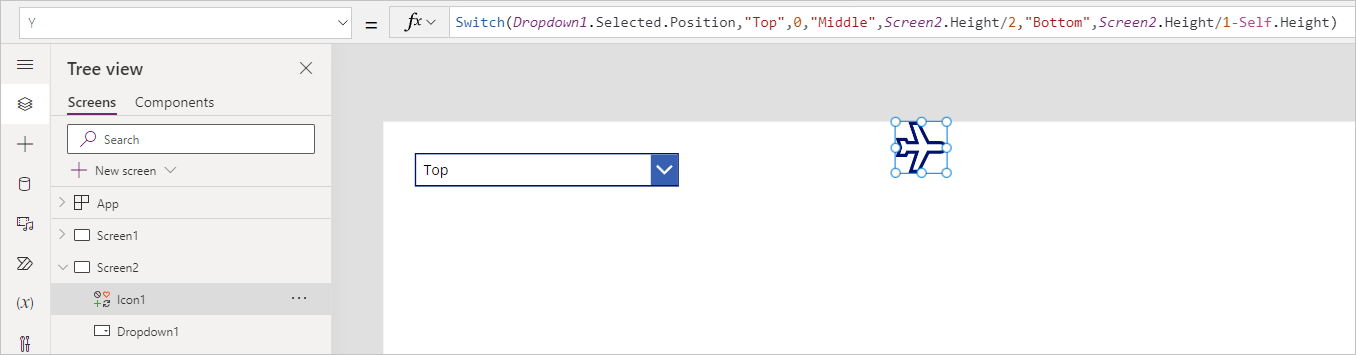 Y = fx Switch(Dropdown1.Selected.Position,"Top",0,"Middle",Screen2.Height/2,"Bottom",Screen2.Height/1-Self.Height)
Tree view
Screens Components
Search
New screen
Top
App
Screen1
Screen2
(x) Icon1 ...
Dropdown1